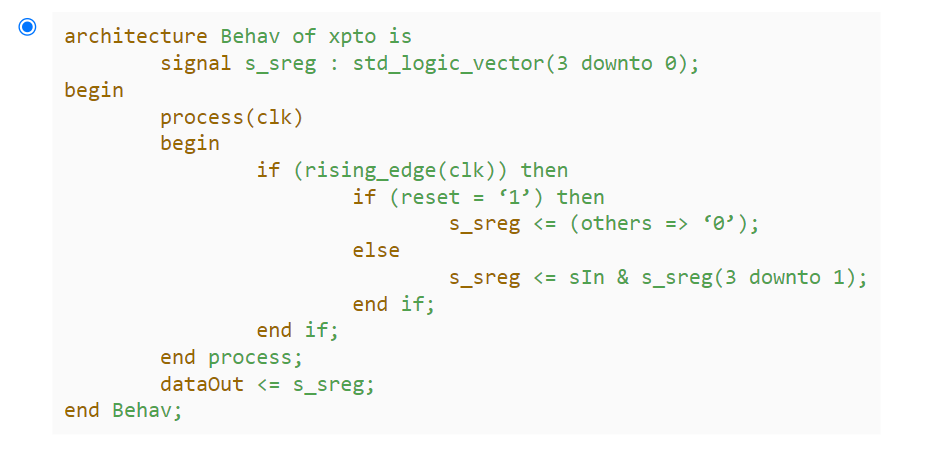 architecture Behav of xpto is
signal s_sreg : std_logic_vector(3 downto 0);
begin
process(clk)
begin
if (rising_edge(clk)) then
if (reset = ‘1’) then
s_sreg <= (others => ‘0’);
else
s_sreg <= sIn & s_sreg(3 downto 1);
end if;
end if;
end process;
dataOut <= s_sreg;
end Behav;